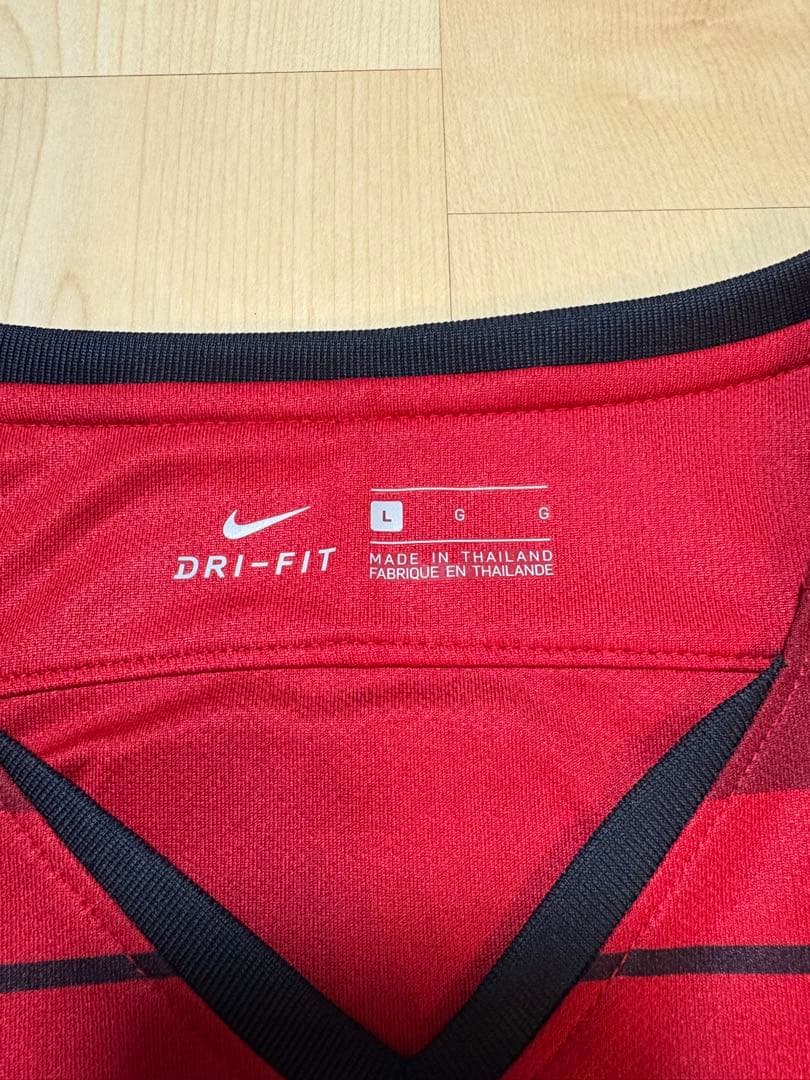 DRI-FIT
L G G
MADE IN THAILAND
FABRIQUE EN THAILANDE